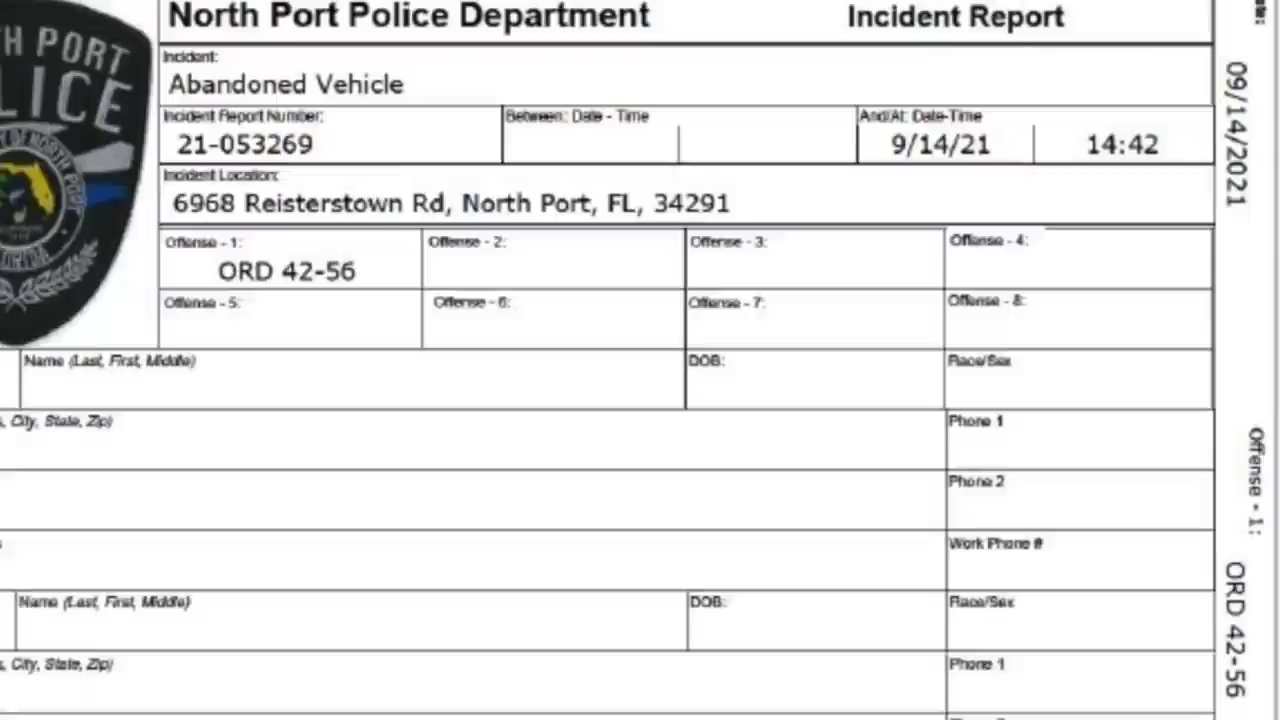 North Port Police Department Incident Report
Incident:
Abandoned Vehicle
Incident Report Number: Between: Date - Time And/At: Date-Time
21-053269 9/14/21 14:42
Incident Location:
6968 Reisterstown Rd, North Port, FL, 34291
Offense - 1: Offense - 2: Offense - 3: Offense - 4:
ORD 42-56
Offense - 5: Offense - 6: Offense - 7: Offense - 8:
Name (Last, First, Middle) DOB: Race/Sex
, City, State, Zip) Phone 1
Phone 2
Work Phone #
Name (Last, First, Middle) DOB: Race/Sex
, City, State, Zip) Phone 1
TH PORT
LICE
09/14/2021
Offense - 1:
ORD 42-56